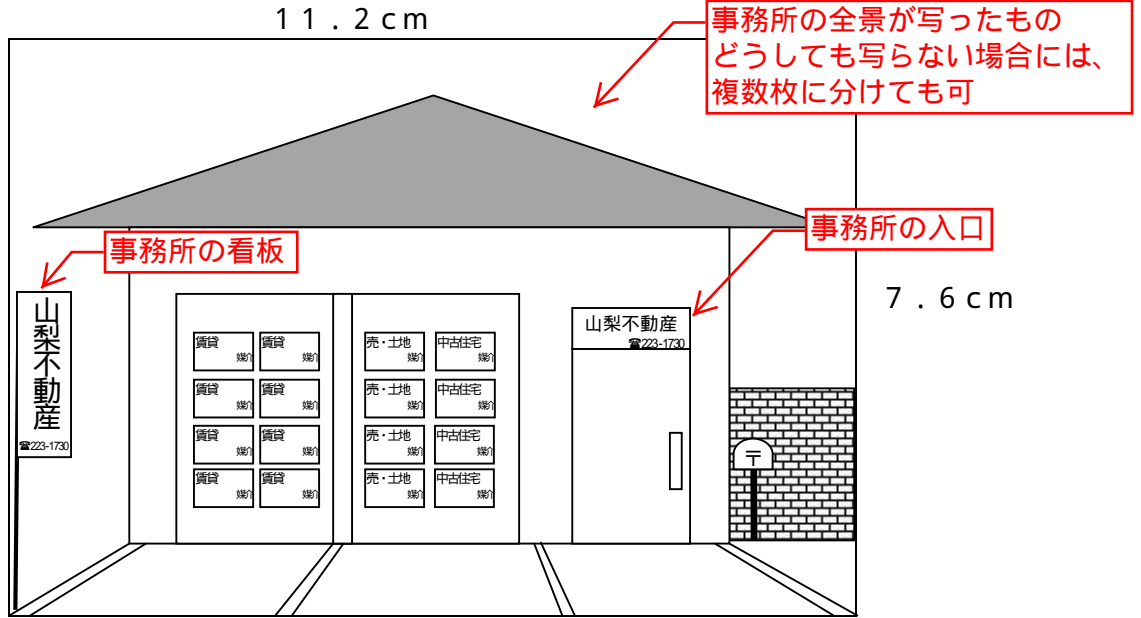 11.2cm
事務所の全景が写ったもの
どうしても写らない場合には、
複数枚に分けても可
事務所の入口
事務所の看板
7.6cm
山梨不動産
☎223-1730
山梨不動産
☎223-1730
賃貸 媒介
賃貸 媒介
売・土地 媒介
中古住宅 媒介
賃貸 媒介
賃貸 媒介
売・土地 媒介
中古住宅 媒介
賃貸 媒介
賃貸 媒介
売・土地 媒介
中古住宅 媒介
賃貸 媒介
賃貸 媒介
売・土地 媒介
中古住宅 媒介
〒